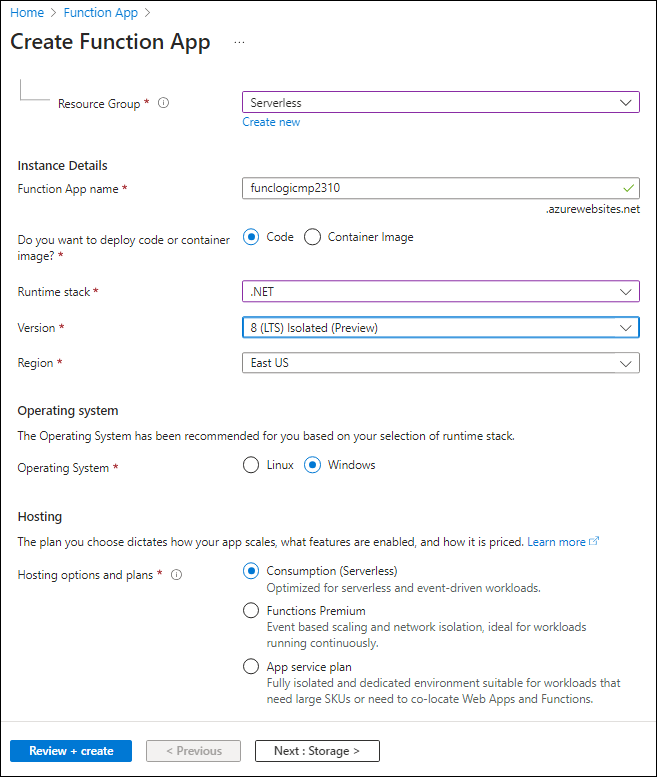 Home > Function App >
Create Function App ...
Resource Group *
Serverless
Create new
Instance Details
Function App name *
funclogicmp2310
.azurewebsites.net
Do you want to deploy code or container
image? *
Code
Container Image
Runtime stack *
.NET
Version *
8 (LTS) Isolated (Preview)
Region *
East US
Operating system
The Operating System has been recommended for you based on your selection of runtime stack.
Operating System *
Linux
Windows
Hosting
The plan you choose dictates how your app scales, what features are enabled, and how it is priced. Learn more
Hosting options and plans *
Consumption (Serverless)
Optimized for serverless and event-driven workloads.
Functions Premium
Event based scaling and network isolation, ideal for workloads
running continuously.
App service plan
Fully isolated and dedicated environment suitable for workloads that
need large SKUs or need to co-locate Web Apps and Functions.
Review + create
< Previous
Next : Storage >